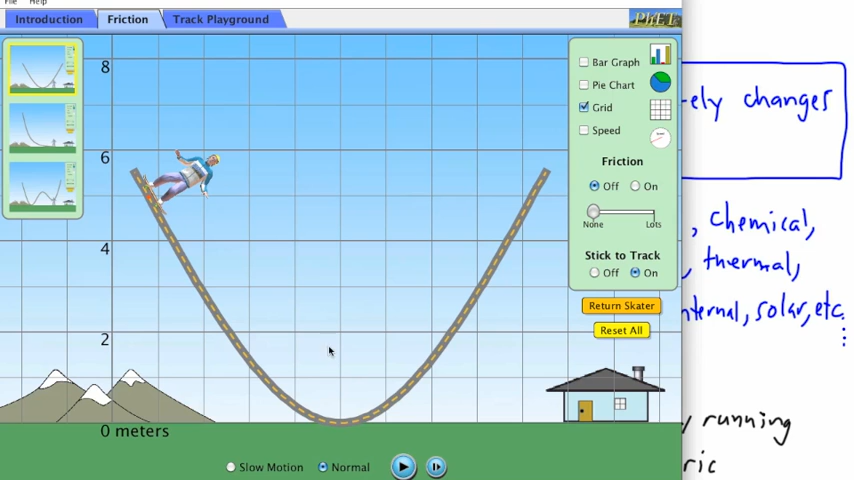 File Help
Introduction Friction Track Playground PhET
8
6
4
2
0 meters
Bar Graph
Pie Chart
Grid
Speed
Friction
Off On
None Lots
Stick to Track
Off On
Return Skater
Reset All
Slow Motion Normal
ely changes
, chemical,
, thermal,
nternal, solar, etc.
running
ric